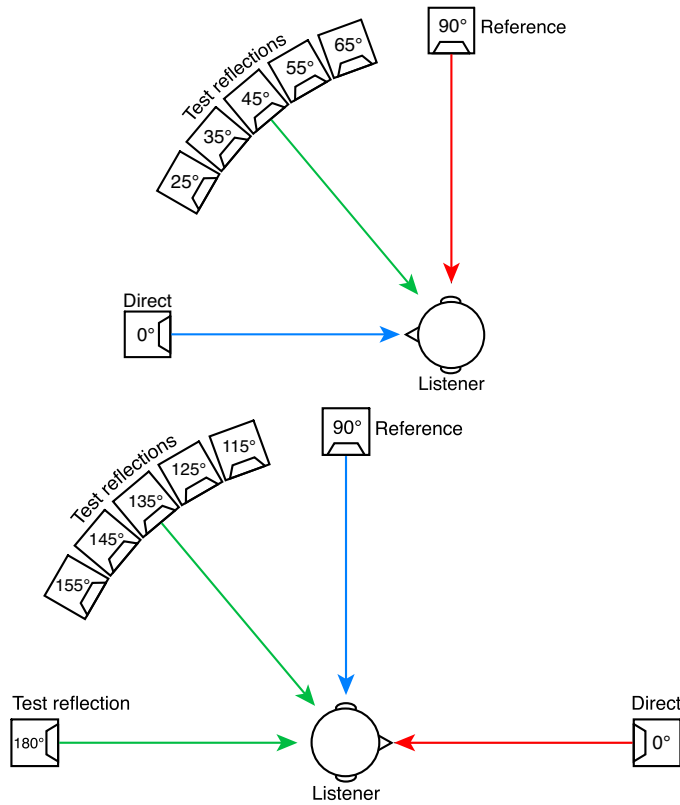 90°
Reference
Test reflections
65°
55°
45°
35°
25°
Direct
0°
Listener
90°
Reference
Test reflections
115°
125°
135°
145°
155°
Test reflection
180°
Direct
0°
Listener